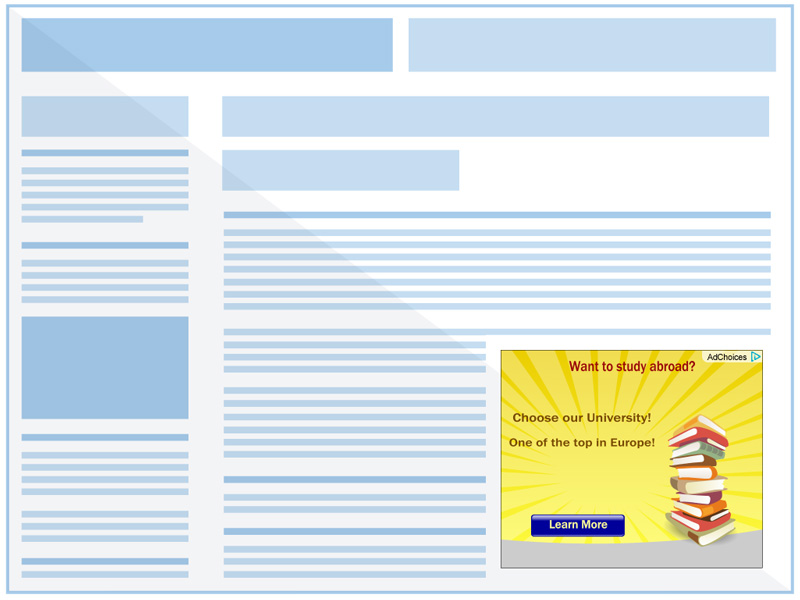 AdChoices
Want to study abroad?
Choose our University!
One of the top in Europe!
Learn More